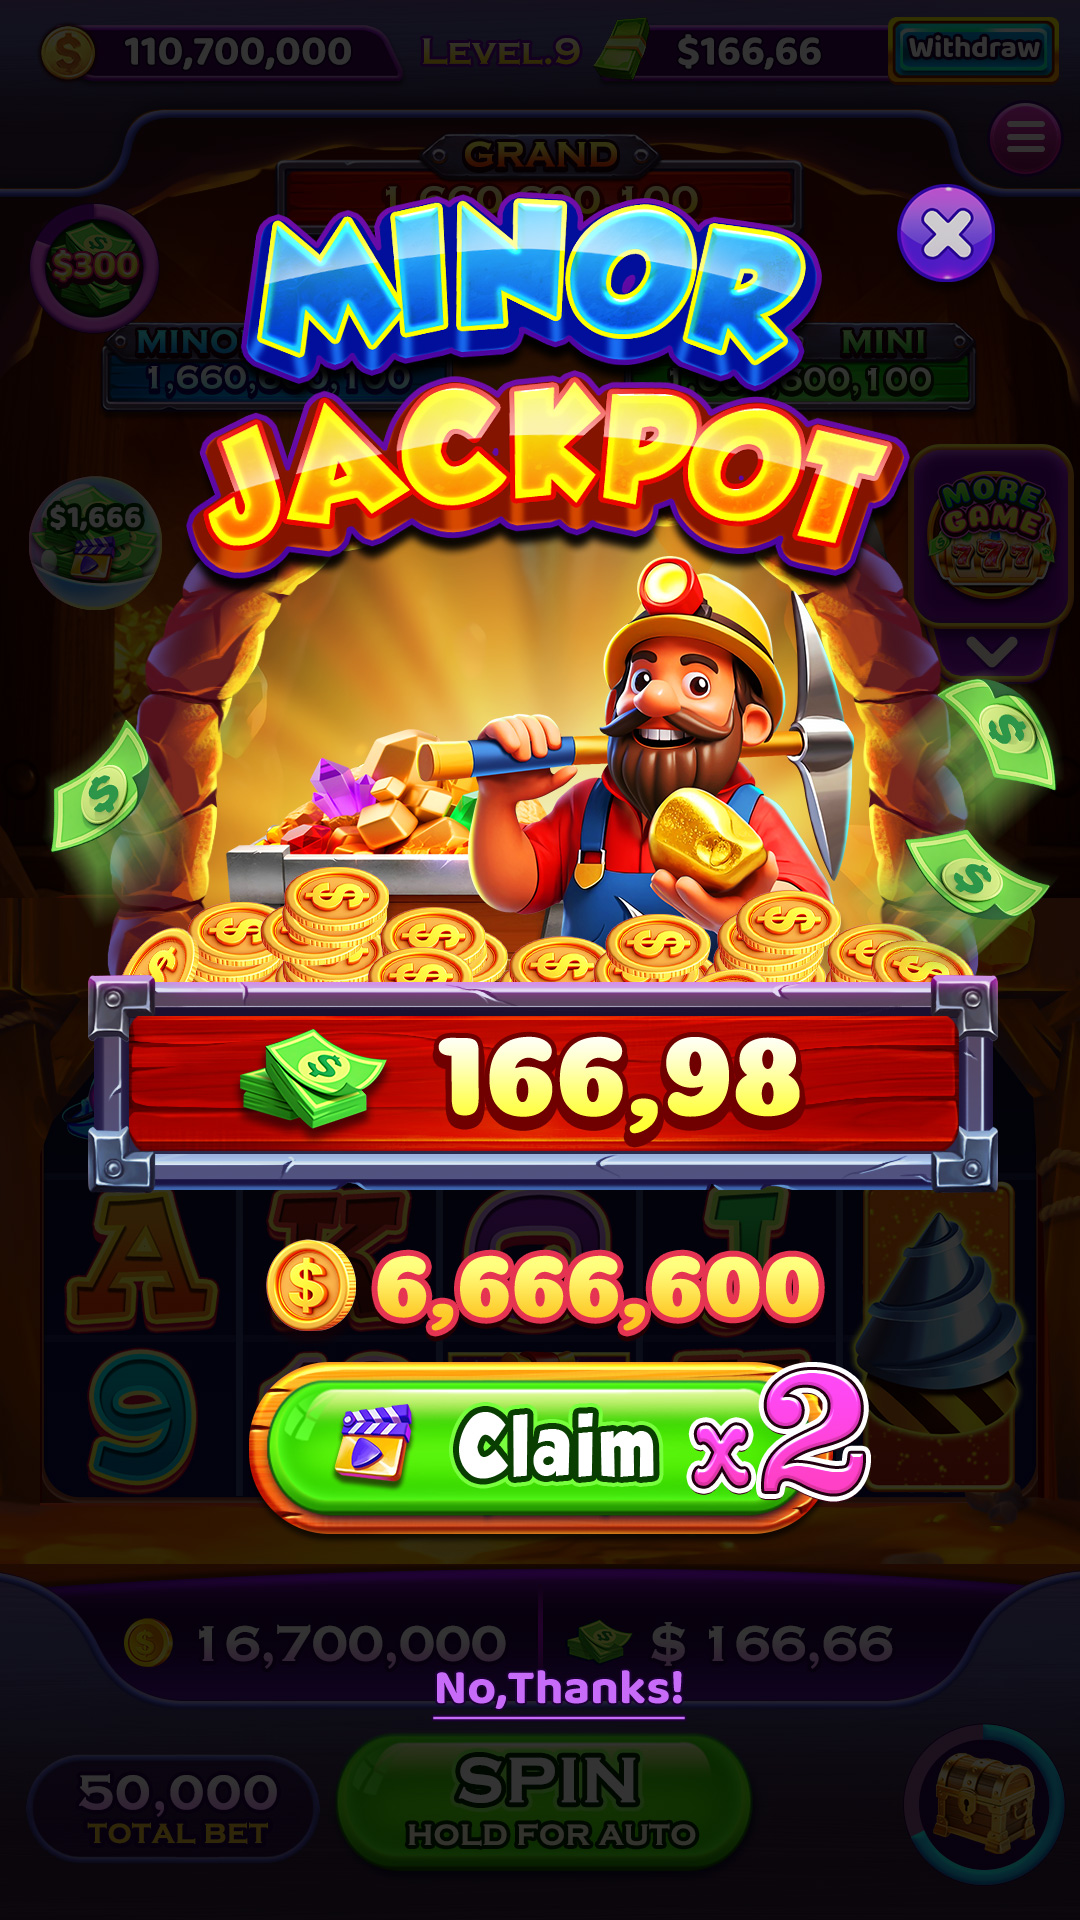 110,700,000
LEVEL.9
$166,66
Withdraw
GRAND
$300
MINOR
JACKPOT
MINI
$1,666
MORE
GAME
777
166,98
A
9
6,666,600
Claim x2
16,700,000
$ 166,66
No,Thanks!
50,000
TOTAL BET
SPIN
HOLD FOR AUTO